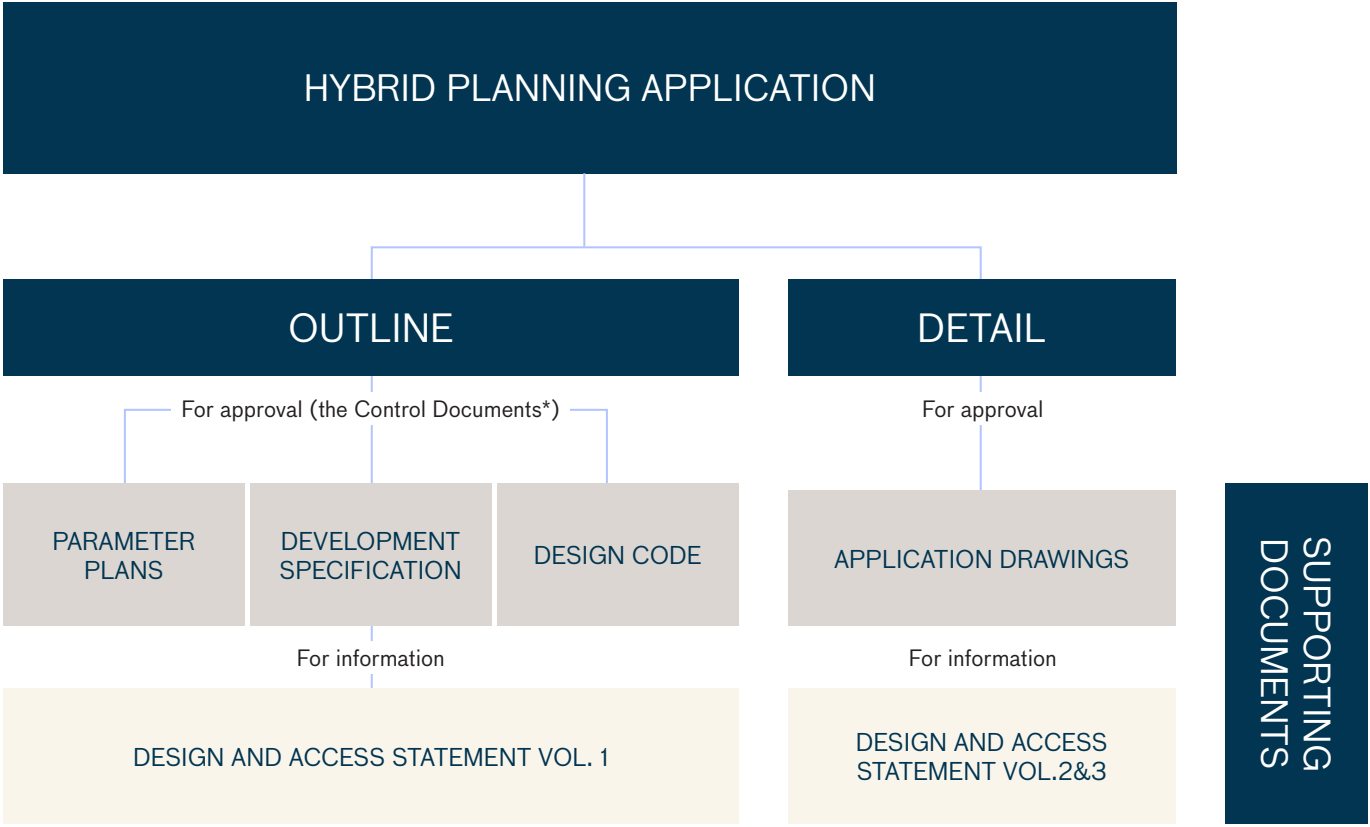 HYBRID PLANNING APPLICATION
OUTLINE
DETAIL
For approval (the Control Documents*)
For approval
PARAMETER
PLANS
DEVELOPMENT
SPECIFICATION
DESIGN CODE
APPLICATION DRAWINGS
For information
For information
DESIGN AND ACCESS STATEMENT VOL. 1
DESIGN AND ACCESS
STATEMENT VOL.2&3
SUPPORTING
DOCUMENTS